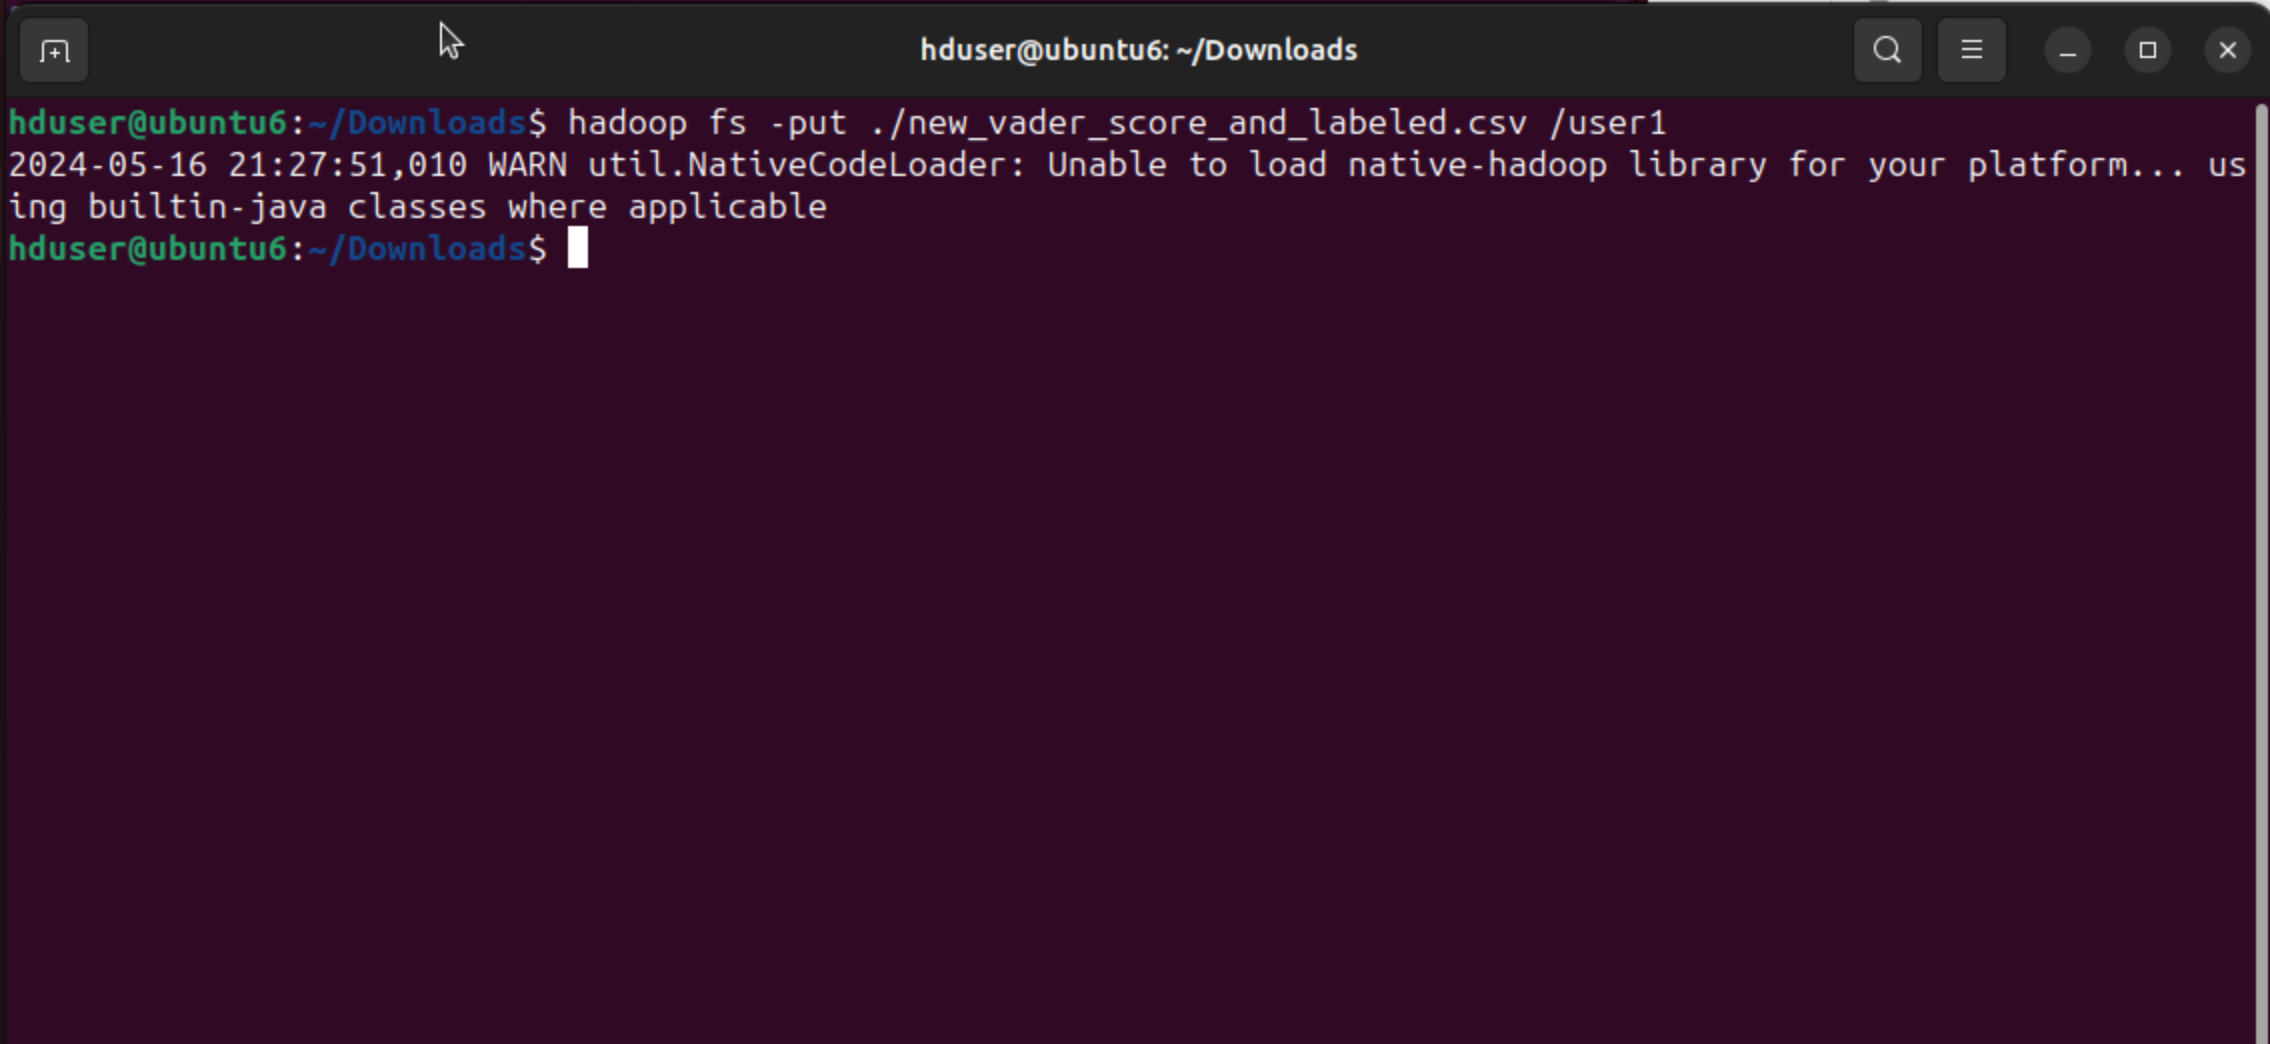 hduser@ubuntu6: ~/Downloads
hduser@ubuntu6:~/Downloads$ hadoop fs -put ./new_vader_score_and_labeled.csv /user1
2024-05-16 21:27:51,010 WARN util.NativeCodeLoader: Unable to load native-hadoop library for your platform... us
ing builtin-java classes where applicable
hduser@ubuntu6:~/Downloads$